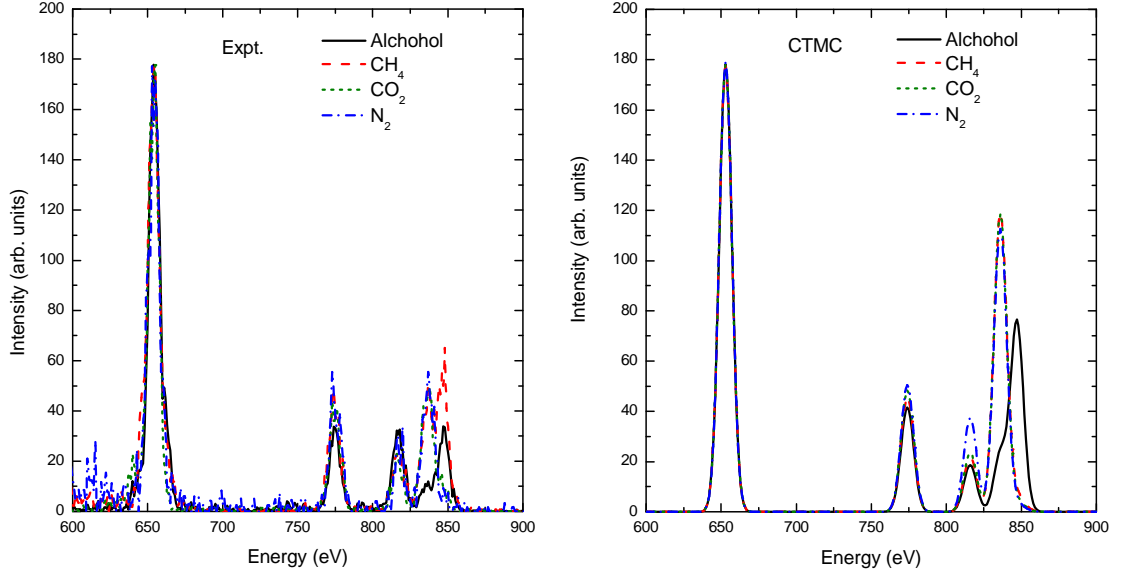 Expt.
Alchohol
CH4
CO2
N2
200
180
160
140
120
100
80
60
40
20
0
Intensity (arb. units)
600 650 700 750 800 850 900
Energy (eV)
CTMC
Alchohol
CH4
CO2
N2
200
180
160
140
120
100
80
60
40
20
0
Intensity (arb. units)
600 650 700 750 800 850 900
Energy (eV)